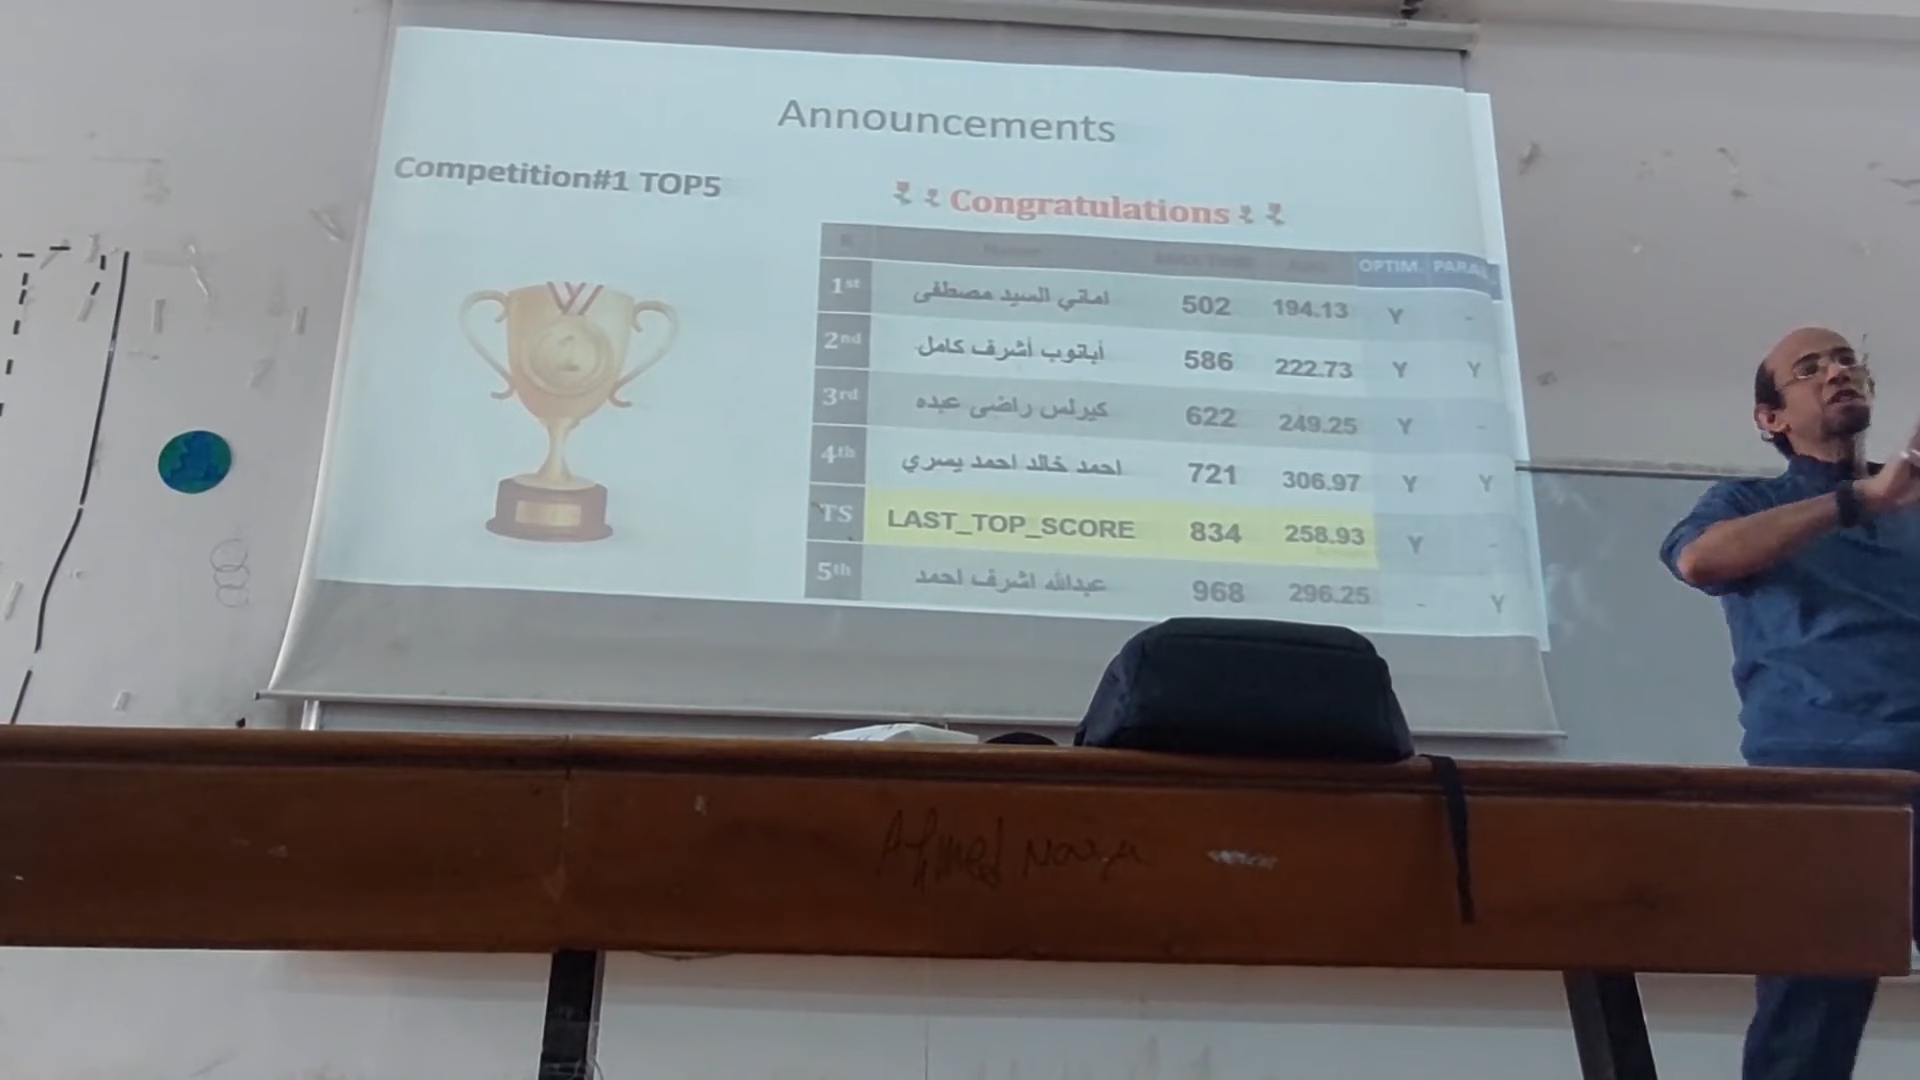 Announcements
Competition#1 TOP5
Congratulations
OPTIM. PARAL
1st اماني السيد مصطفى 502 194.13 Y -
2nd أبانوب أشرف كامل 586 222.73 Y Y
3rd كيرلس راضى عبده 622 249.25 Y -
4th احمد خالد احمد يسري 721 306.97 Y Y
TS LAST_TOP_SCORE 834 258.93 Y -
5th عبدالله اشرف احمد 968 296.25 - Y
Ahmed